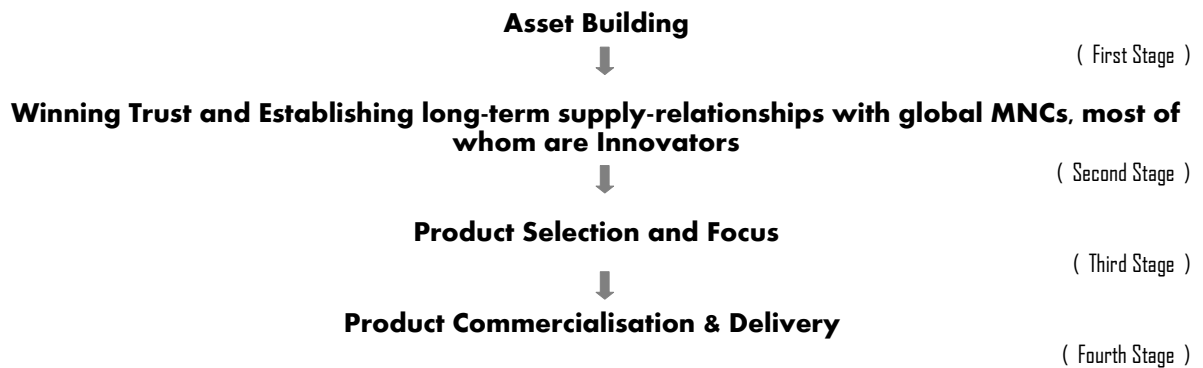 Asset Building
( First Stage )
Winning Trust and Establishing long-term supply-relationships with global MNCs, most of
whom are Innovators
( Second Stage )
Product Selection and Focus
( Third Stage )
Product Commercialisation & Delivery
( Fourth Stage )